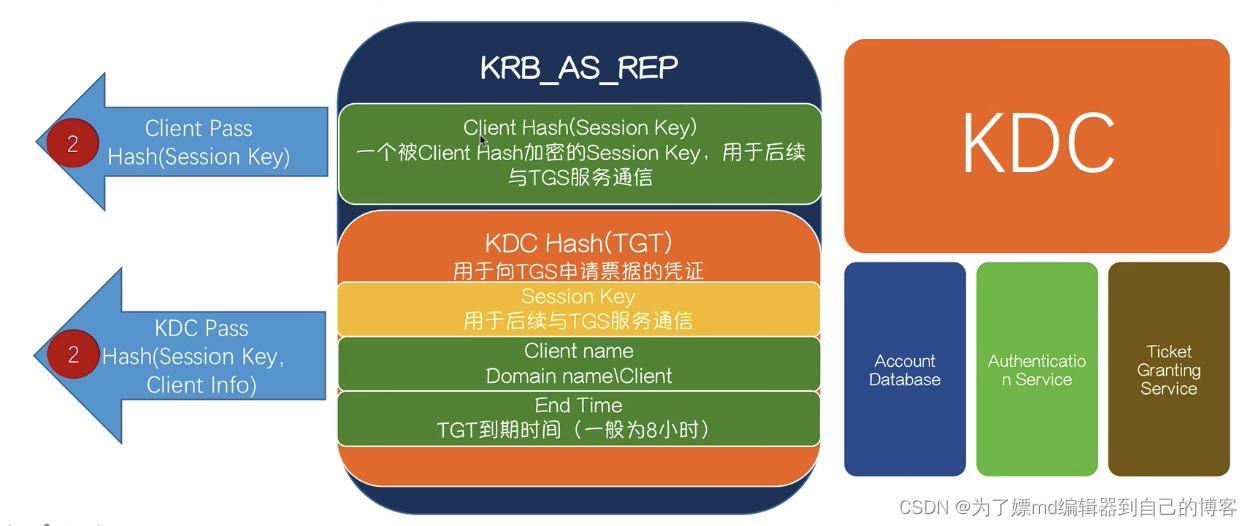 KRB_AS_REP
2
Client Pass
Hash(Session Key)
Client Hash(Session Key)
一个被Client Hash加密的Session Key，用于后续
与TGS服务通信
KDC Hash(TGT)
用于向TGS申请票据的凭证
Session Key
用于后续与TGS服务通信
2
KDC Pass
Hash(Session Key,
Client Info)
Client name
Domain name\Client
End Time
TGT到期时间（一般为8小时）
KDC
Account
Database
Authenticatio
n Service
Ticket
Granting
Service
CSDN @为了嫖md编辑器到自己的博客